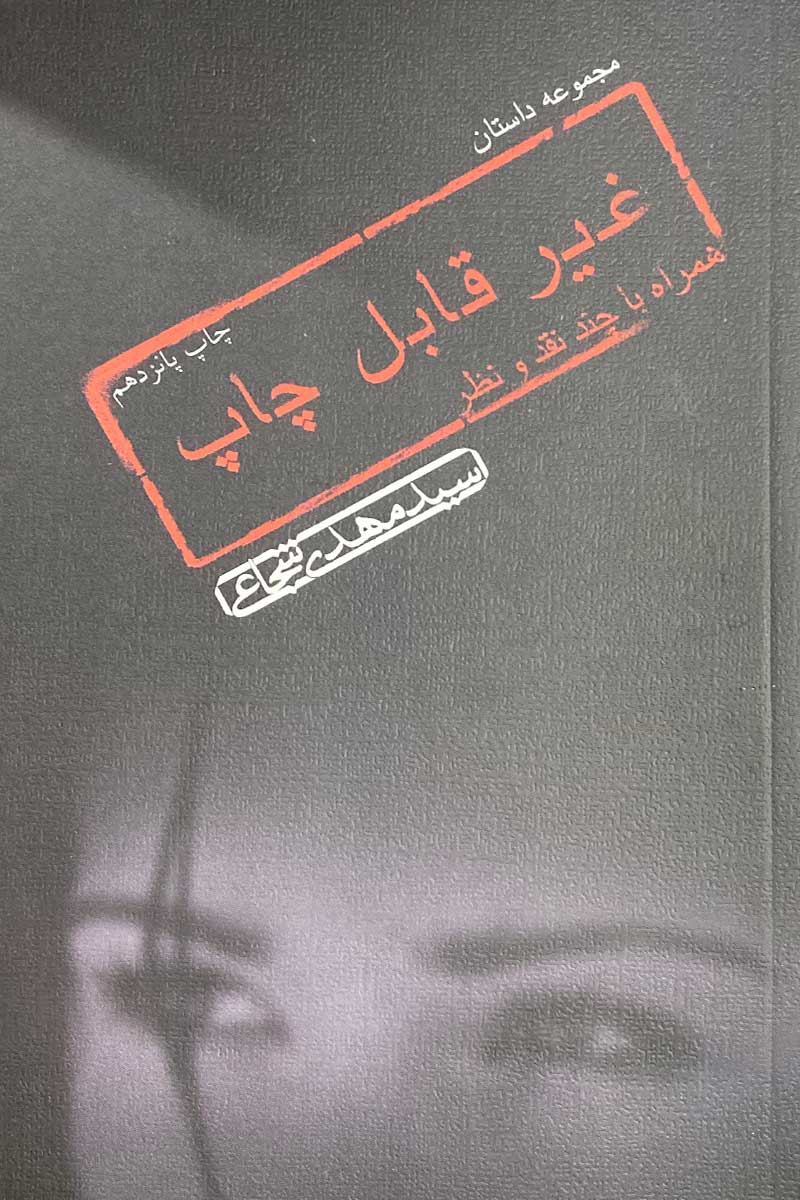 مجموعه داستان
غیر قابل چاپ
همراه با چند نقد و نظر
چاپ پانزدهم
سید مهدی شجاعی